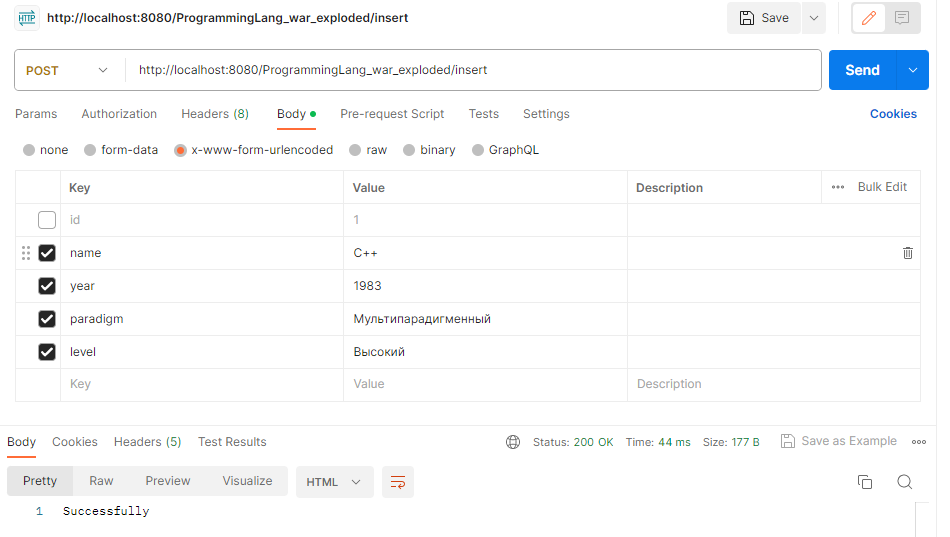 HTTP http://localhost:8080/ProgrammingLang_war_exploded/insert Save
POST http://localhost:8080/ProgrammingLang_war_exploded/insert Send
Params Authorization Headers (8) Body Pre-request Script Tests Settings Cookies
none form-data x-www-form-urlencoded raw binary GraphQL
Key Value Description Bulk Edit
id 1
name C++
year 1983
paradigm Мультипарадигменный
level Высокий
Key Value Description
Body Cookies Headers (5) Test Results Status: 200 OK Time: 44 ms Size: 177 B Save as Example
Pretty Raw Preview Visualize HTML
1 Successfully